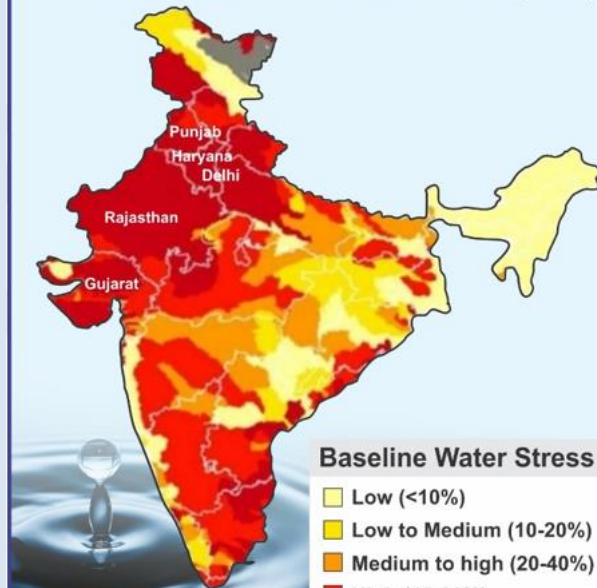 Punjab
Haryana
Delhi
Rajasthan
Gujarat
Baseline Water Stress
Low (<10%)
Low to Medium (10-20%)
Medium to high (20-40%)